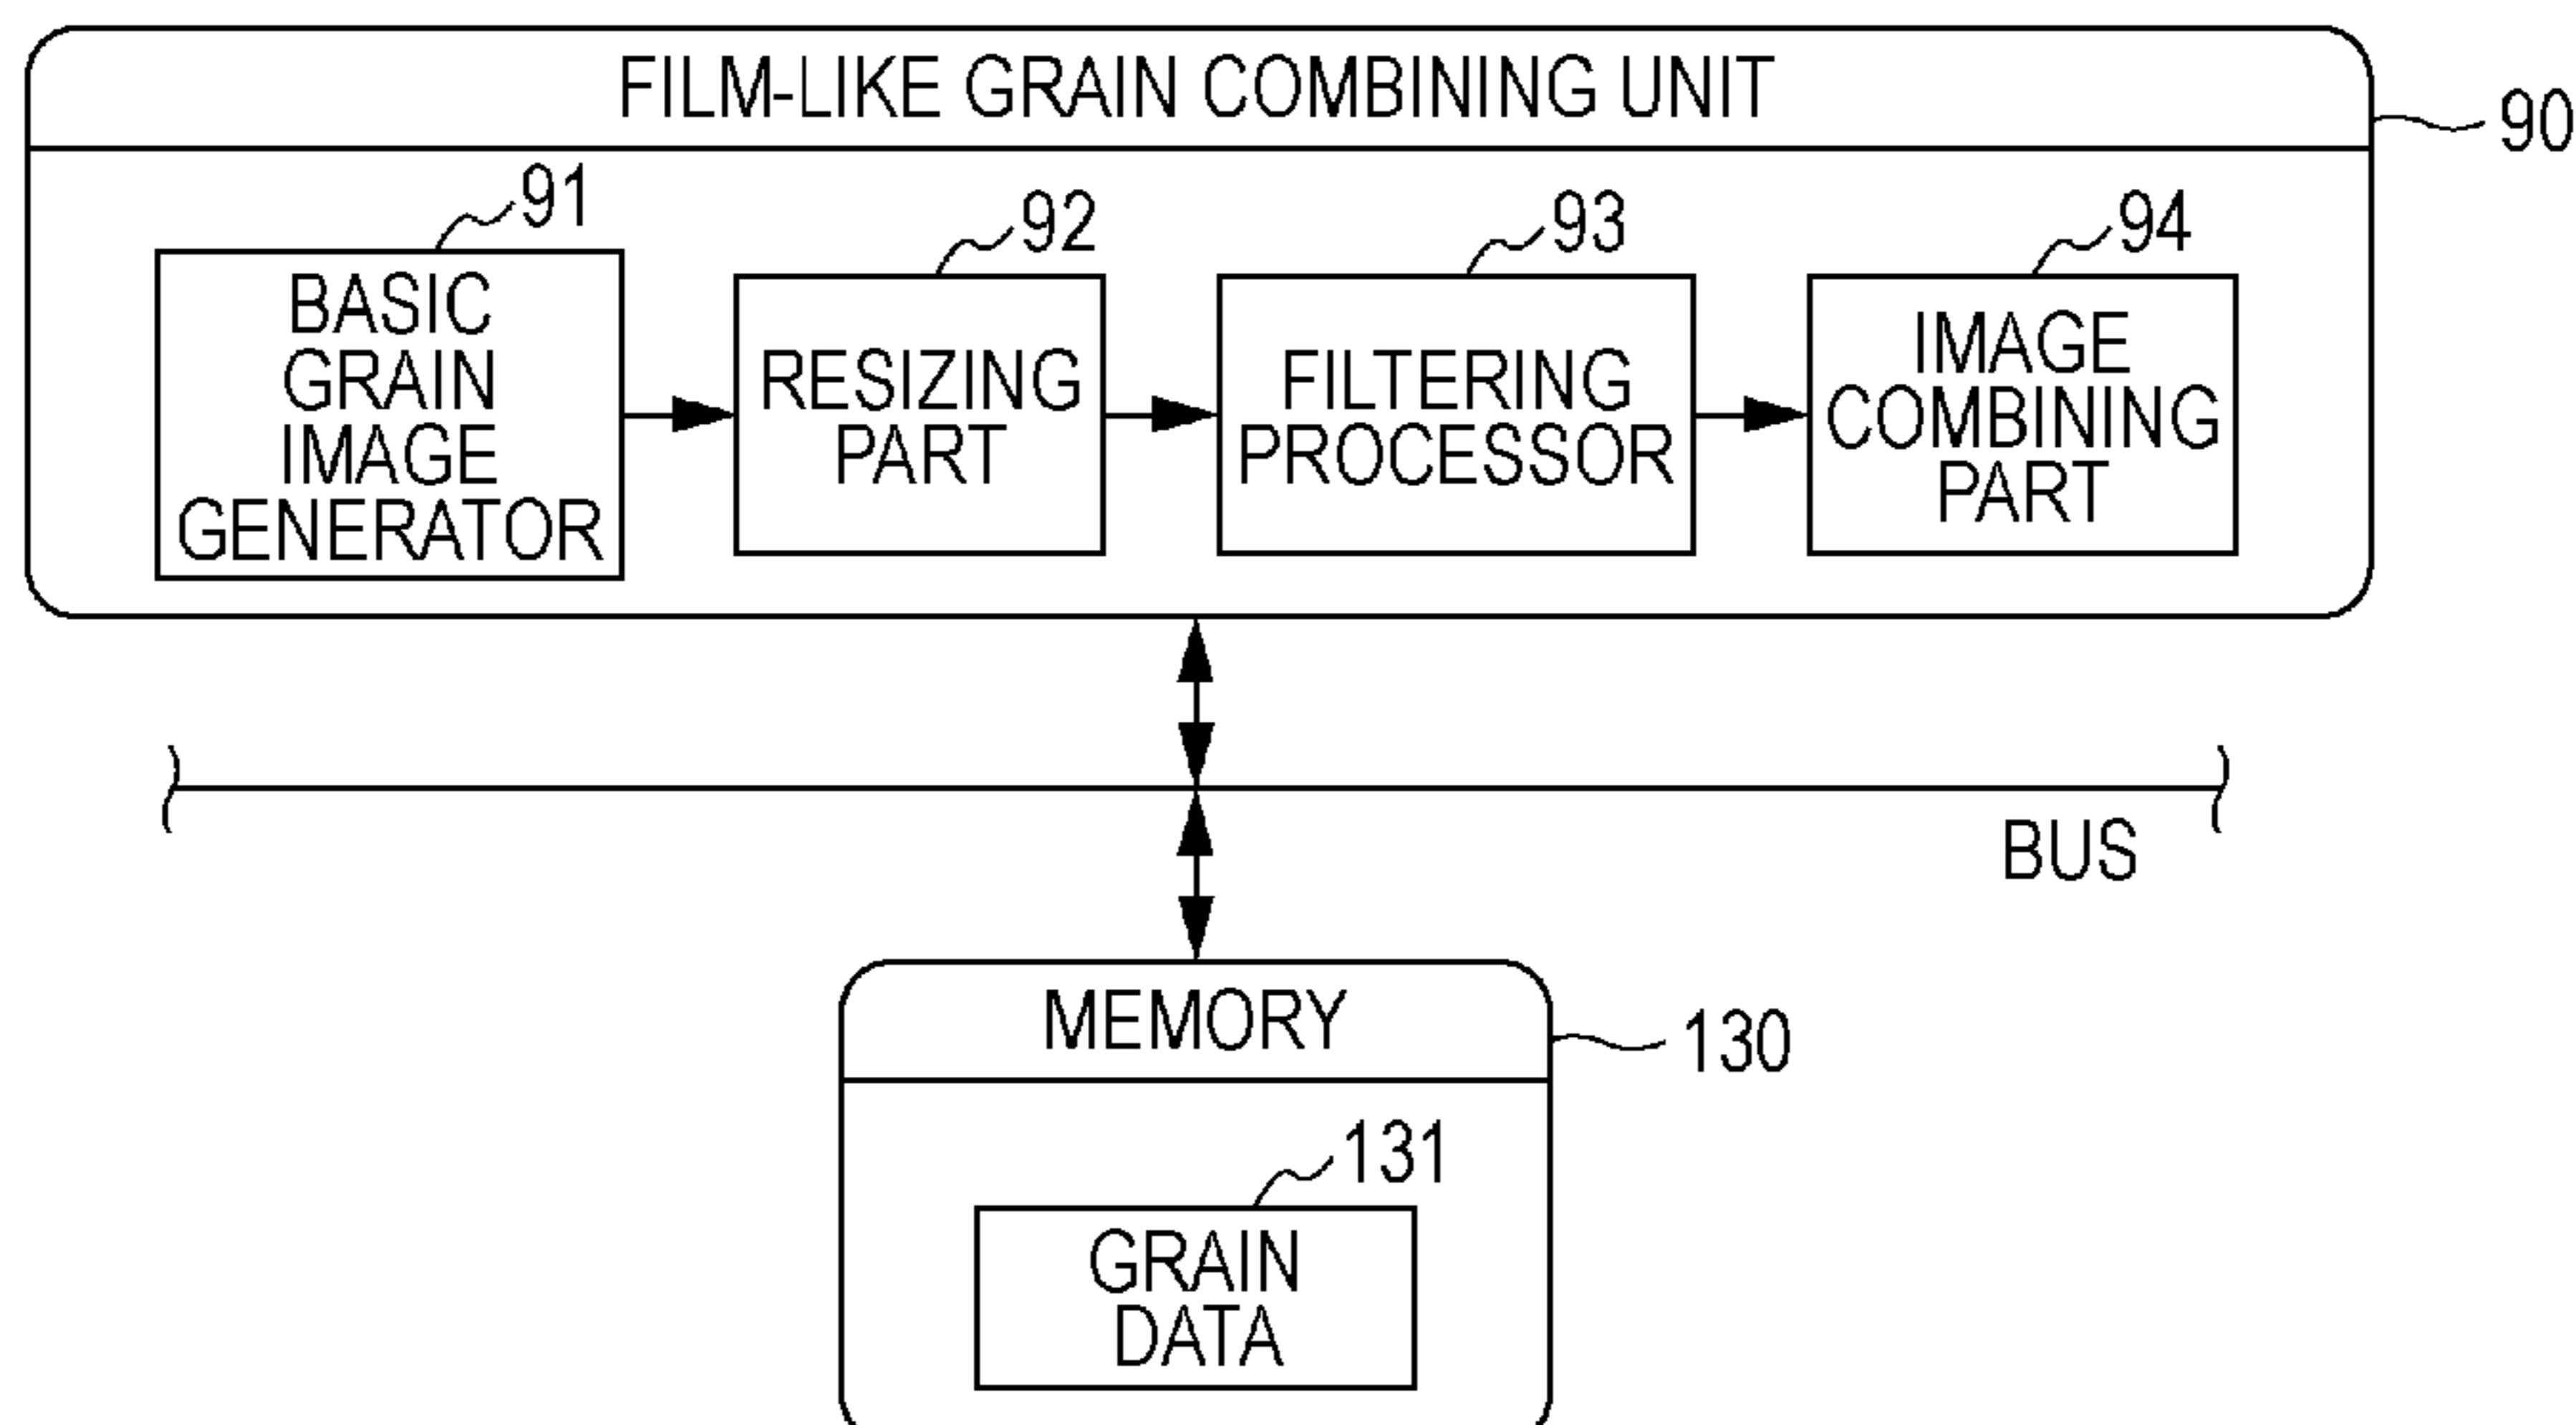 FILM-LIKE GRAIN COMBINING UNIT
90
91
92
93
94
BASIC
GRAIN
IMAGE
GENERATOR
RESIZING
PART
FILTERING
PROCESSOR
IMAGE
COMBINING
PART
BUS
MEMORY
130
131
GRAIN
DATA